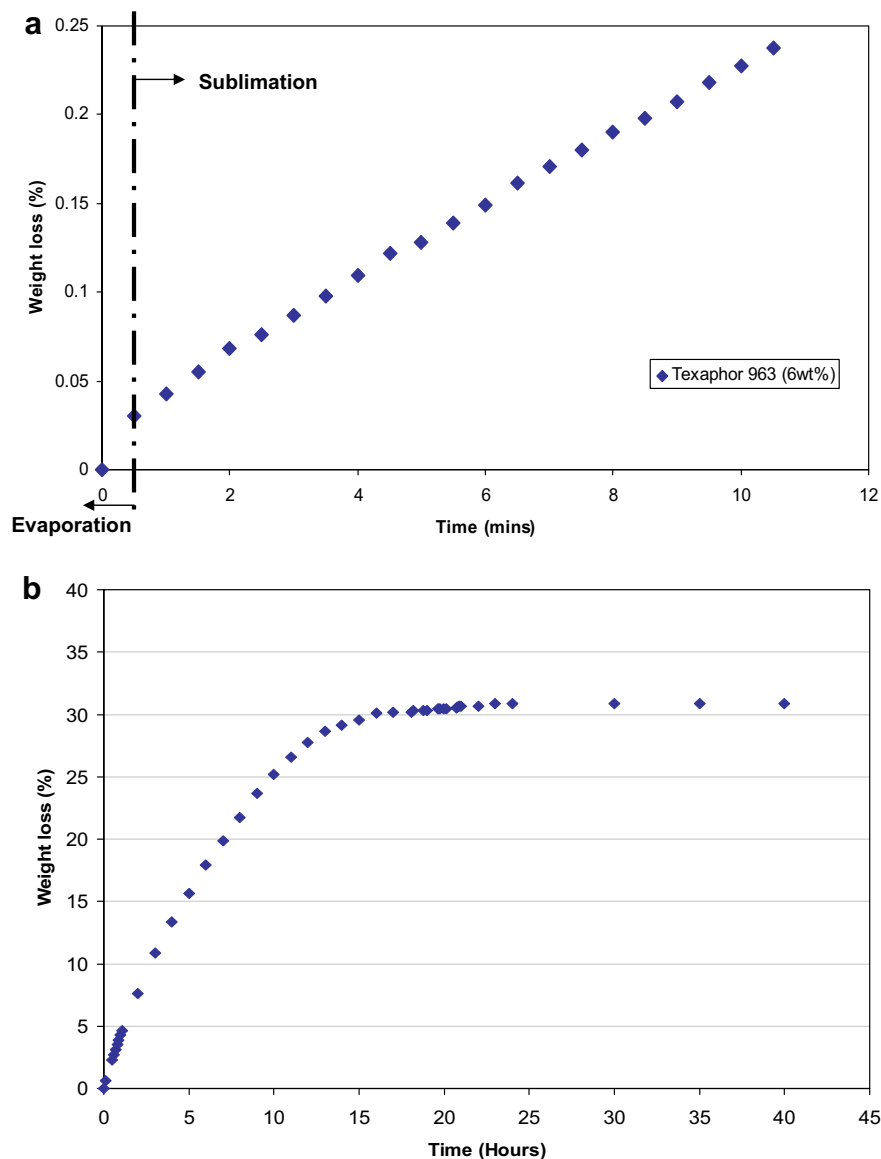 a
0.25
0.2
0.15
0.1
0.05
0
Weight loss (%)
Sublimation
Texaphor 963 (6wt%)
0 2 4 6 8 10 12
Evaporation
Time (mins)
b
40
35
30
25
20
15
10
5
0
Weight loss (%)
0 5 10 15 20 25 30 35 40 45
Time (Hours)